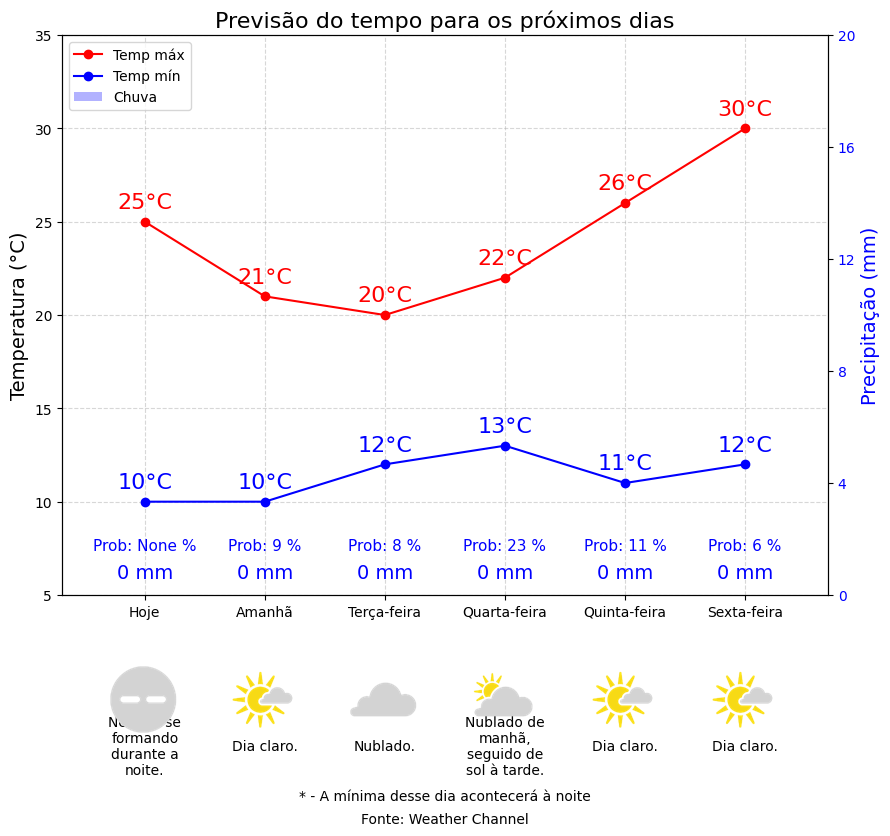 Previsão do tempo para os próximos dias
35
30
25
20
15
10
5
Temperatura (°C)
Temp máx
Temp mín
Chuva
20
16
12
8
4
0
Precipitação (mm)
25°C
21°C
20°C
22°C
26°C
30°C
10°C
10°C
12°C
13°C
11°C
12°C
Prob: None %
Prob: 9 %
Prob: 8 %
Prob: 23 %
Prob: 11 %
Prob: 6 %
0 mm
0 mm
0 mm
0 mm
0 mm
0 mm
Hoje
Amanhã
Terça-feira
Quarta-feira
Quinta-feira
Sexta-feira
se
formando
durante a
noite.
Dia claro.
Nublado.
Nublado de
manhã,
seguido de
sol à tarde.
Dia claro.
Dia claro.
* - A mínima desse dia acontecerá à noite
Fonte: Weather Channel